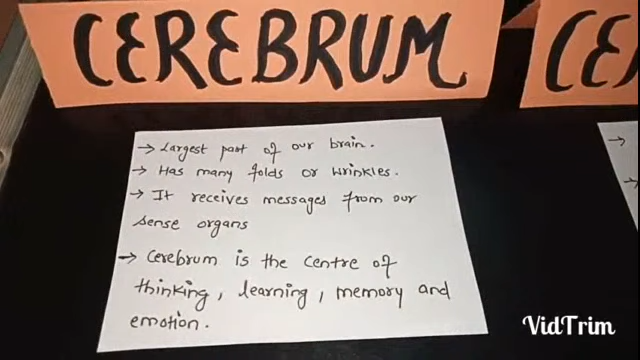 CEREBRUM
CE
→ Largest part of our brain.
→ Has many folds or wrinkles.
→ It receives messages from our
sense organs
→ Cerebrum is the centre of
thinking, learning, memory and
emotion.
→
→
VidTrim